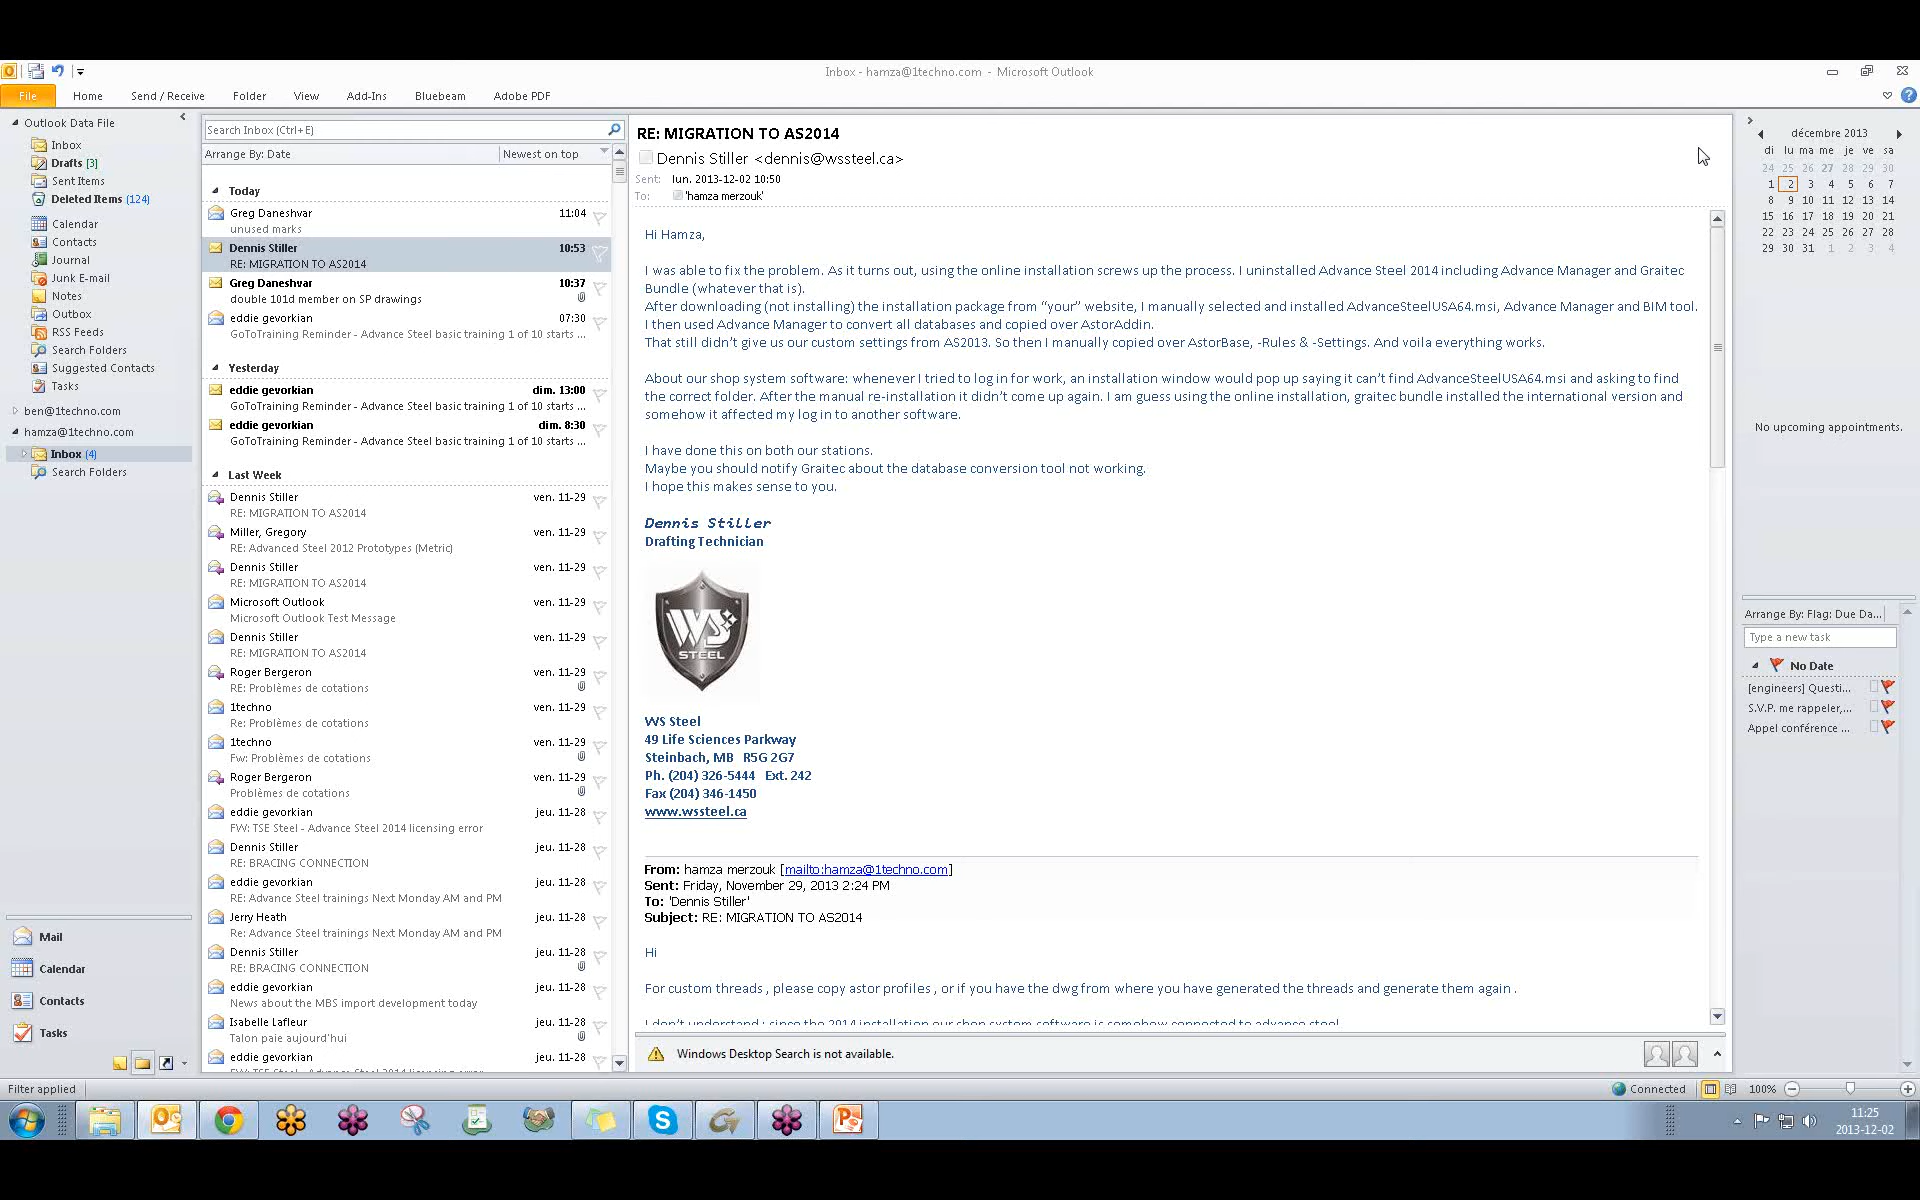 Inbox - hamza@1techno.com - Microsoft Outlook
File Home Send / Receive Folder View Add-Ins Bluebeam Adobe PDF
Outlook Data File
Inbox
Drafts [3]
Sent Items
Deleted Items (124)
Calendar
Contacts
Journal
Junk E-mail
Notes
Outbox
RSS Feeds
Search Folders
Suggested Contacts
Tasks
ben@1techno.com
hamza@1techno.com
Inbox (4)
Search Folders
Mail
Calendar
Contacts
Tasks
Search Inbox (Ctrl+E)
Arrange By: Date Newest on top
Today
Greg Daneshvar 11:04
unused marks
Dennis Stiller 10:53
RE: MIGRATION TO AS2014
Greg Daneshvar 10:37
double 101d member on SP drawings
eddie gevorkian 07:30
GoToTraining Reminder - Advance Steel basic training 1 of 10 starts ...
Yesterday
eddie gevorkian dim. 13:00
GoToTraining Reminder - Advance Steel basic training 1 of 10 starts ...
eddie gevorkian dim. 8:30
GoToTraining Reminder - Advance Steel basic training 1 of 10 starts ...
Last Week
Dennis Stiller ven. 11-29
RE: MIGRATION TO AS2014
Miller, Gregory ven. 11-29
RE: Advanced Steel 2012 Prototypes (Metric)
Dennis Stiller ven. 11-29
RE: MIGRATION TO AS2014
Microsoft Outlook ven. 11-29
Microsoft Outlook Test Message
Dennis Stiller ven. 11-29
RE: MIGRATION TO AS2014
Roger Bergeron ven. 11-29
RE: Problèmes de cotations
1techno ven. 11-29
Re: Problèmes de cotations
1techno ven. 11-29
Fw: Problèmes de cotations
Roger Bergeron ven. 11-29
Problèmes de cotations
eddie gevorkian jeu. 11-28
FW: TSE Steel - Advance Steel 2014 licensing error
Dennis Stiller jeu. 11-28
RE: BRACING CONNECTION
eddie gevorkian jeu. 11-28
RE: Advance Steel trainings Next Monday AM and PM
Jerry Heath jeu. 11-28
Re: Advance Steel trainings Next Monday AM and PM
Dennis Stiller jeu. 11-28
RE: BRACING CONNECTION
eddie gevorkian jeu. 11-28
News about the MBS import development today
Isabelle Lafleur jeu. 11-28
Talon paie aujourd'hui
eddie gevorkian jeu. 11-28
FW: TSE Steel - Advance Steel 2014 licensing error
RE: MIGRATION TO AS2014
Dennis Stiller <dennis@wssteel.ca>
Sent: lun. 2013-12-02 10:50
To: 'hamza merzouk'
Hi Hamza,
I was able to fix the problem. As it turns out, using the online installation screws up the process. I uninstalled Advance Steel 2014 including Advance Manager and Graitec
Bundle (whatever that is).
After downloading (not installing) the installation package from “your” website, I manually selected and installed AdvanceSteelUSA64.msi, Advance Manager and BIM tool.
I then used Advance Manager to convert all databases and copied over AstorAddin.
That still didn’t give us our custom settings from AS2013. So then I manually copied over AstorBase, -Rules & -Settings. And voila everything works.
About our shop system software: whenever I tried to log in for work, an installation window would pop up saying it can’t find AdvanceSteelUSA64.msi and asking to find
the correct folder. After the manual re-installation it didn’t come up again. I am guess using the online installation, graitec bundle installed the international version and
somehow it affected my log in to another software.
I have done this on both our stations.
Maybe you should notify Graitec about the database conversion tool not working.
I hope this makes sense to you.
Dennis Stiller
Drafting Technician
WS
STEEL
WS Steel
49 Life Sciences Parkway
Steinbach, MB R5G 2G7
Ph. (204) 326-5444 Ext. 242
Fax (204) 346-1450
www.wssteel.ca
From: hamza merzouk [mailto:hamza@1techno.com]
Sent: Friday, November 29, 2013 2:24 PM
To: 'Dennis Stiller'
Subject: RE: MIGRATION TO AS2014
Hi
For custom threads , please copy astor profiles , or if you have the dwg from where you have generated the threads and generate them again .
I don't understand : since the 2014 installation our shop system software is somehow connected to advance steel
Windows Desktop Search is not available.
décembre 2013
di lu ma me je ve sa
24 25 26 27 28 29 30
1 2 3 4 5 6 7
8 9 10 11 12 13 14
15 16 17 18 19 20 21
22 23 24 25 26 27 28
29 30 31 1 2 3 4
No upcoming appointments.
Arrange By: Flag: Due Da...
Type a new task
No Date
[engineers] Questi...
S.V.P. me rappeler,...
Appel conférence ...
Filter applied
Connected 100%
11:25
2013-12-02